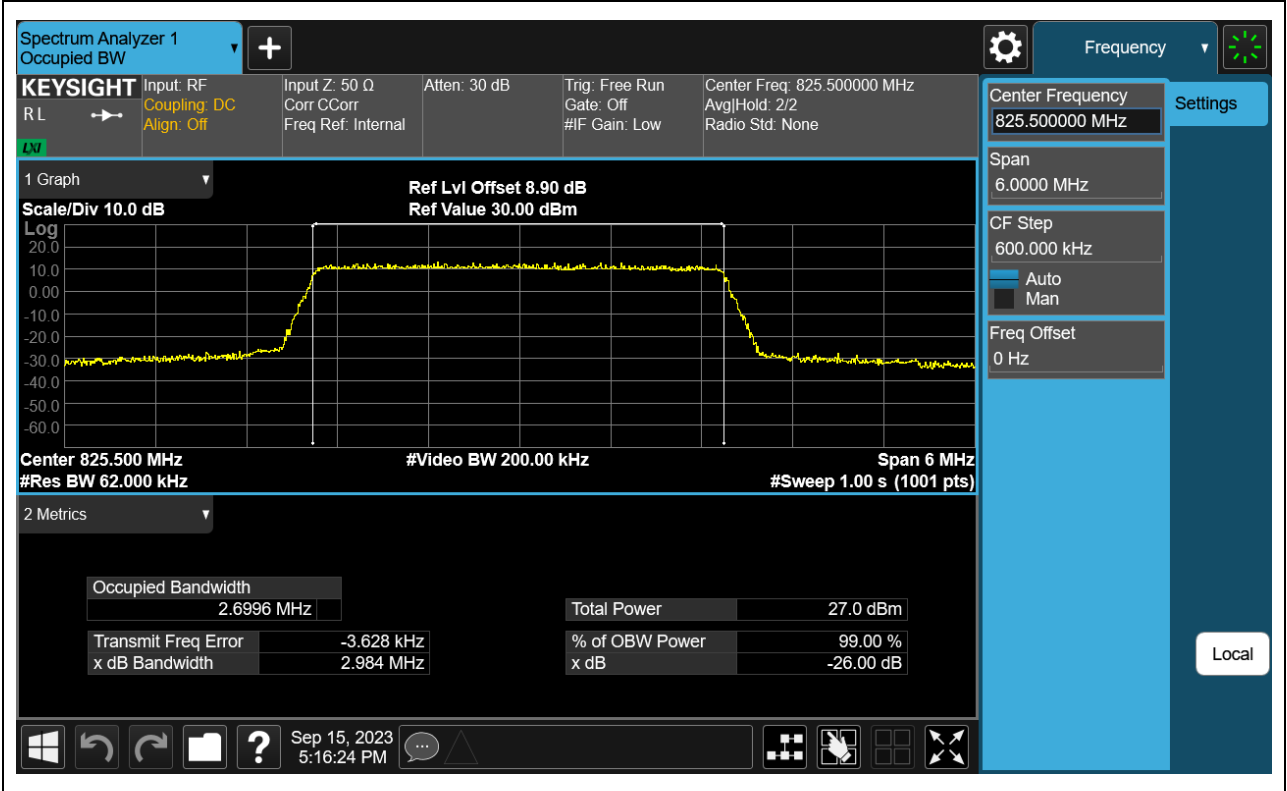 Spectrum Analyzer 1
Occupied BW
+
Frequency
KEYSIGHT
R L
LXI
Input: RF
Coupling: DC
Align: Off
Input Z: 50 Ω
Corr CCorr
Freq Ref: Internal
Atten: 30 dB
Trig: Free Run
Gate: Off
#IF Gain: Low
Center Freq: 825.500000 MHz
Avg|Hold: 2/2
Radio Std: None
Center Frequency
825.500000 MHz
Settings
Span
6.0000 MHz
CF Step
600.000 kHz
Auto
Man
Freq Offset
0 Hz
1 Graph
Scale/Div 10.0 dB
Ref Lvl Offset 8.90 dB
Ref Value 30.00 dBm
Log
20.0
10.0
0.00
-10.0
-20.0
-30.0
-40.0
-50.0
-60.0
Center 825.500 MHz
#Video BW 200.00 kHz
Span 6 MHz
#Res BW 62.000 kHz
#Sweep 1.00 s (1001 pts)
2 Metrics
Occupied Bandwidth
2.6996 MHz
Total Power 27.0 dBm
Transmit Freq Error -3.628 kHz
% of OBW Power 99.00 %
x dB Bandwidth 2.984 MHz
x dB -26.00 dB
Local
?
Sep 15, 2023
5:16:24 PM